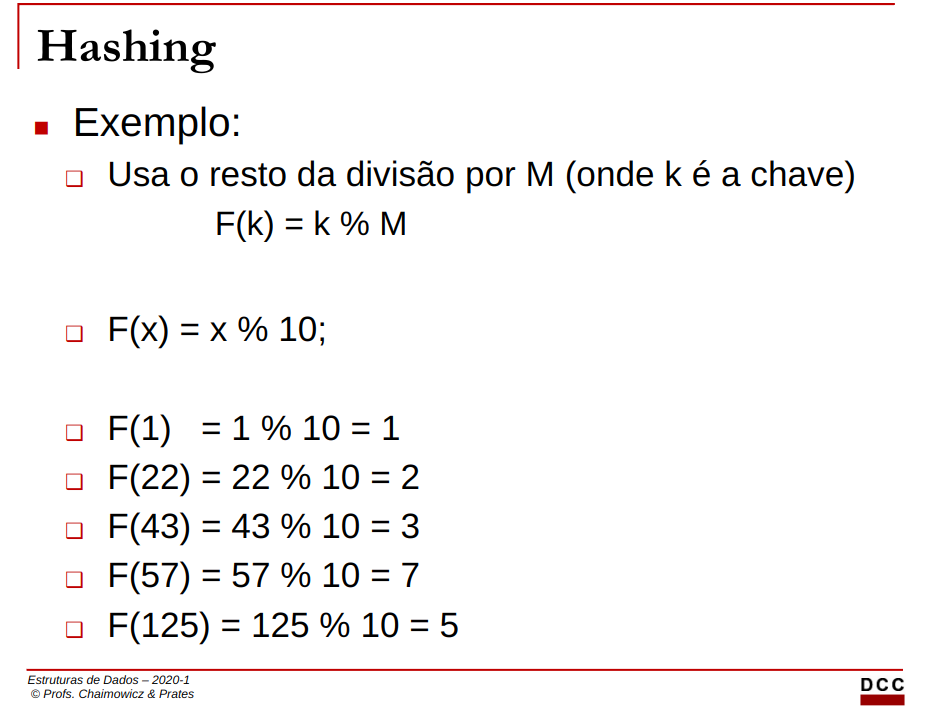 Hashing
Exemplo:
Usa o resto da divisão por M (onde k é a chave)
F(k) = k % M
F(x) = x % 10;
F(1) = 1 % 10 = 1
F(22) = 22 % 10 = 2
F(43) = 43 % 10 = 3
F(57) = 57 % 10 = 7
F(125) = 125 % 10 = 5
Estruturas de Dados – 2020-1
© Profs. Chaimowicz & Prates
DCC